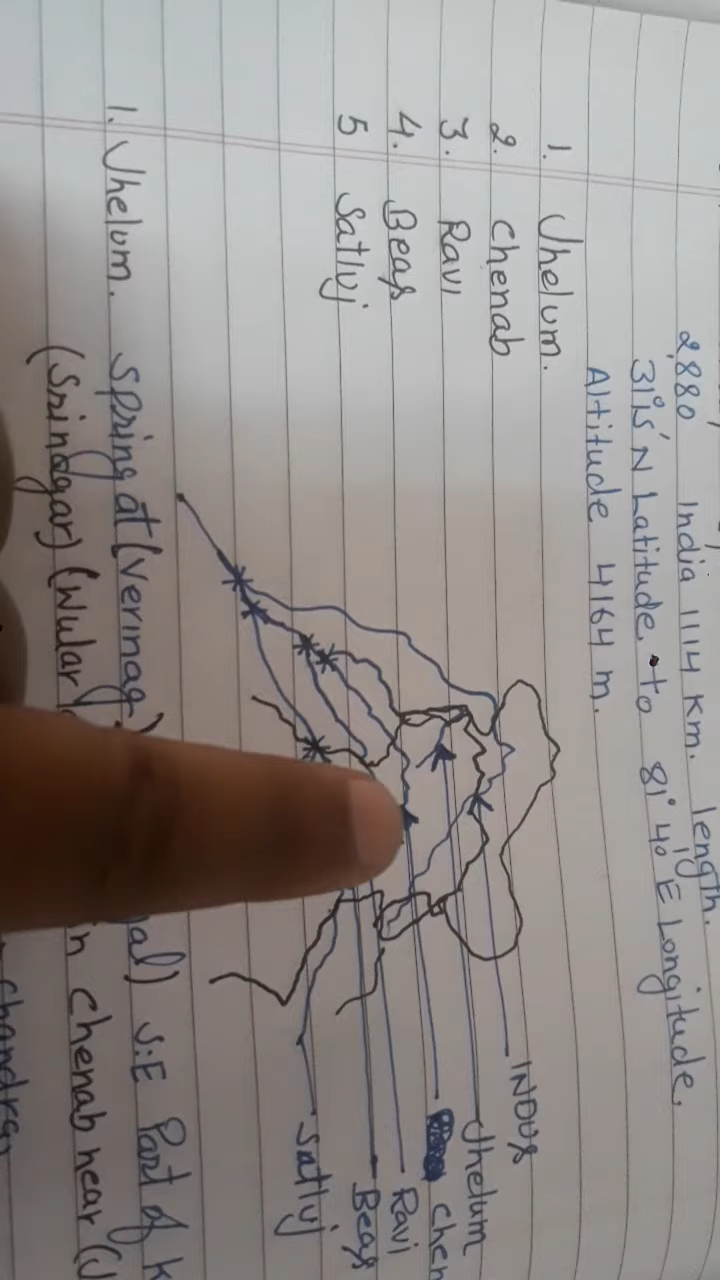 length.
2,880 India 1114 Km.
31°15' N Latitude. to 81° 40' E Longitude.
Altitude 4164 m.
1. Jhelum.
2. Chenab
3. Ravi
4. Beas
5 Satluj
INDUS
Jhelum
Chen
Ravi
Beas
Satluj
1. Jhelum. Spring at (Verinag) S.E Part of K
(Srinagar) (Wular in Chenab near (J
Chandra